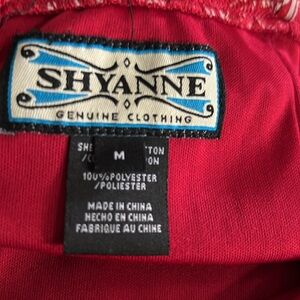 SHYANNE
GENUINE CLOTHING
M
100%POLYESTER
/POLIESTER
MADE IN CHINA
HECHO EN CHINA
FABRIQUE AU CHINE